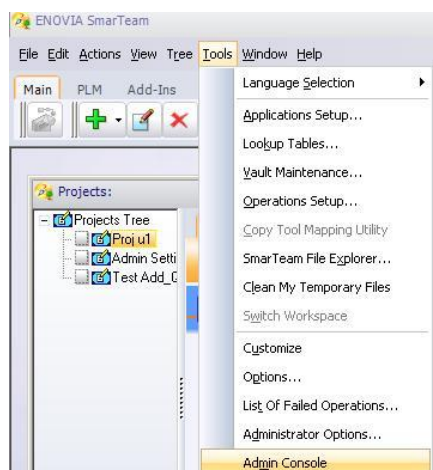 ENOVIA SmarTeam
File Edit Actions View Tree Tools Window Help
Main PLM Add-Ins
Projects:
Projects Tree
Proj u1
Admin Setti
Test Add_
Language Selection
Applications Setup...
Lookup Tables...
Vault Maintenance...
Operations Setup...
Copy Tool Mapping Utility
SmarTeam File Explorer...
Clean My Temporary Files
Switch Workspace
Customize
Options...
List Of Failed Operations...
Administrator Options...
Admin Console